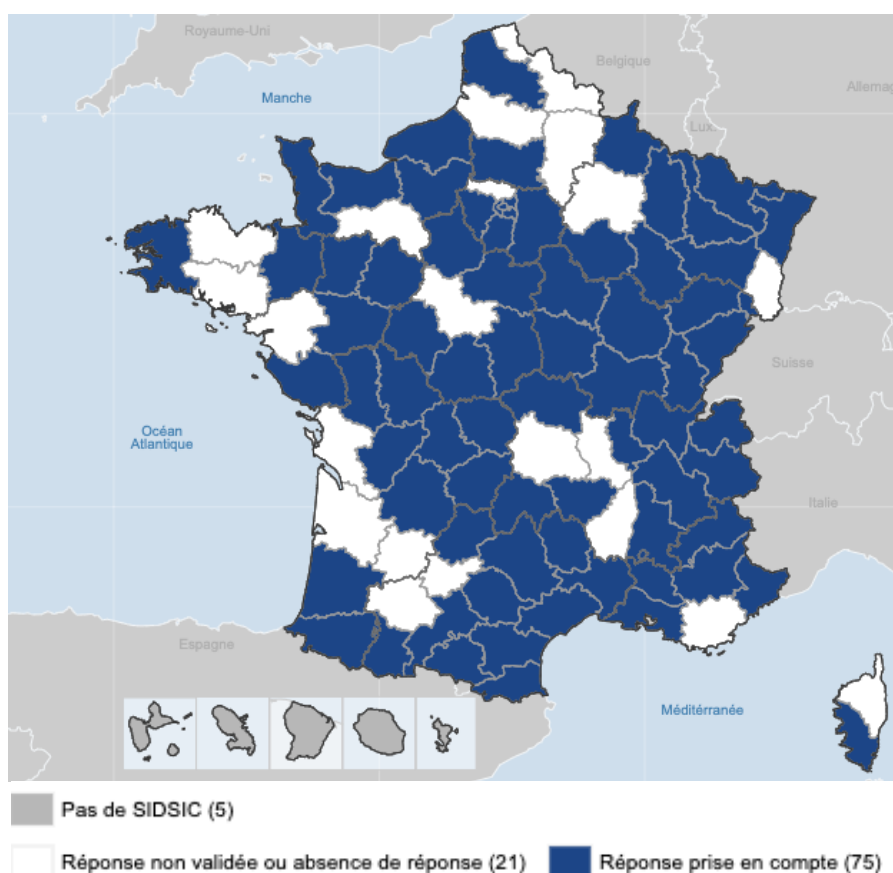 Royaume-Uni
Belgique
Allemag
Manche
Lux.
Suisse
Océan
Atlantique
Italie
Espagne
Méditérranée
Pas de SIDSIC (5)
Réponse non validée ou absence de réponse (21)
Réponse prise en compte (75)